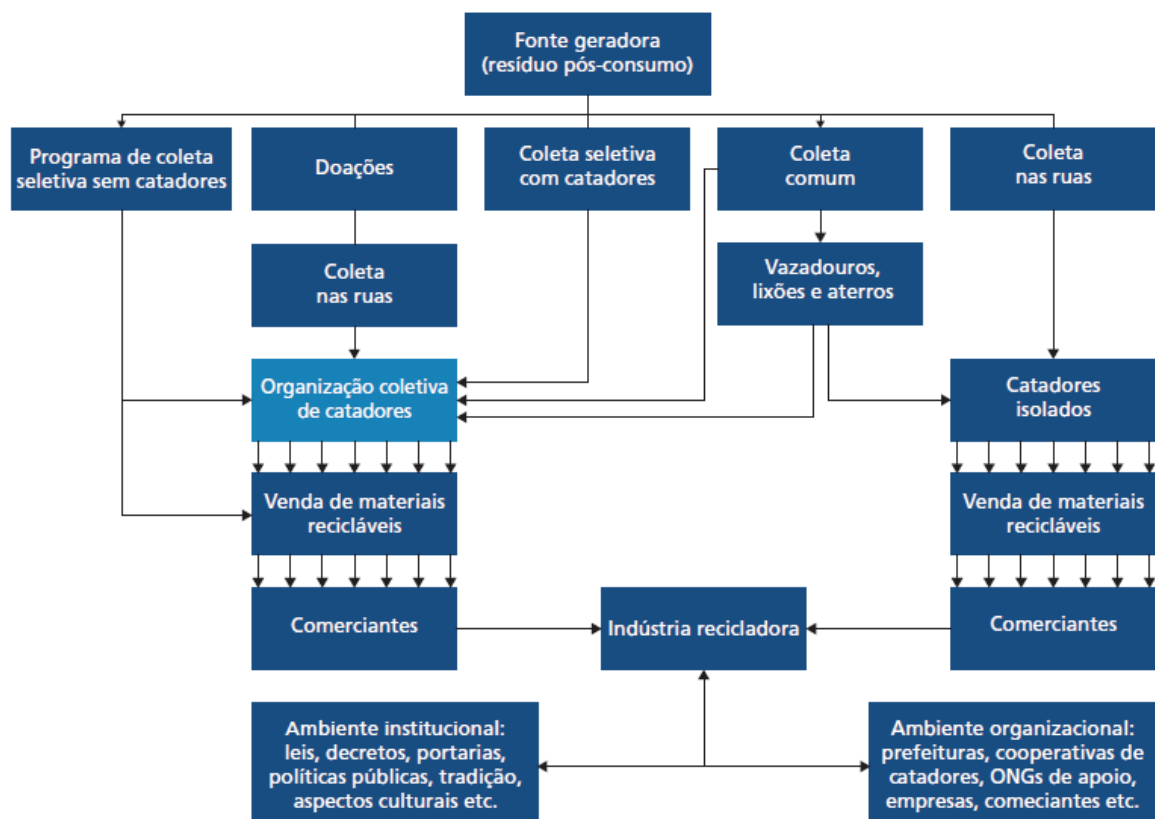 Fonte geradora
(resíduo pós-consumo)
Programa de coleta
seletiva sem catadores
Doações
Coleta seletiva
com catadores
Coleta
comum
Coleta
nas ruas
Coleta
nas ruas
Vazadouros,
lixões e aterros
Organização coletiva
de catadores
Catadores
isolados
Venda de materiais
recicláveis
Venda de materiais
recicláveis
Comerciantes
Indústria recicladora
Comerciantes
Ambiente institucional:
leis, decretos, portarias,
políticas públicas, tradição,
aspectos culturais etc.
Ambiente organizacional:
prefeituras, cooperativas de
catadores, ONGs de apoio,
empresas, comeciantes etc.